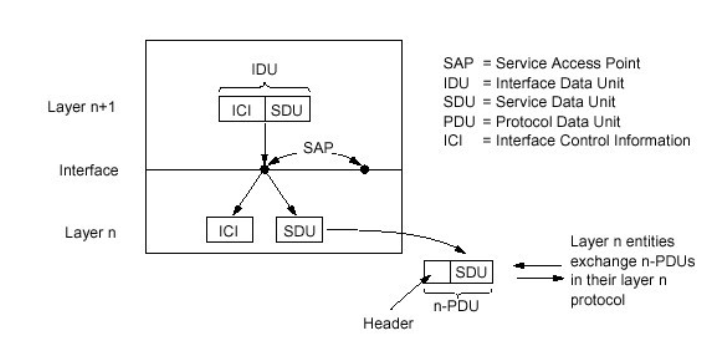 IDU
ICI SDU
Layer n+1
SAP = Service Access Point
IDU = Interface Data Unit
SDU = Service Data Unit
PDU = Protocol Data Unit
ICI = Interface Control Information
SAP
Interface
Layer n
ICI
SDU
SDU
n-PDU
Header
Layer n entities
exchange n-PDUs
in their layer n
protocol